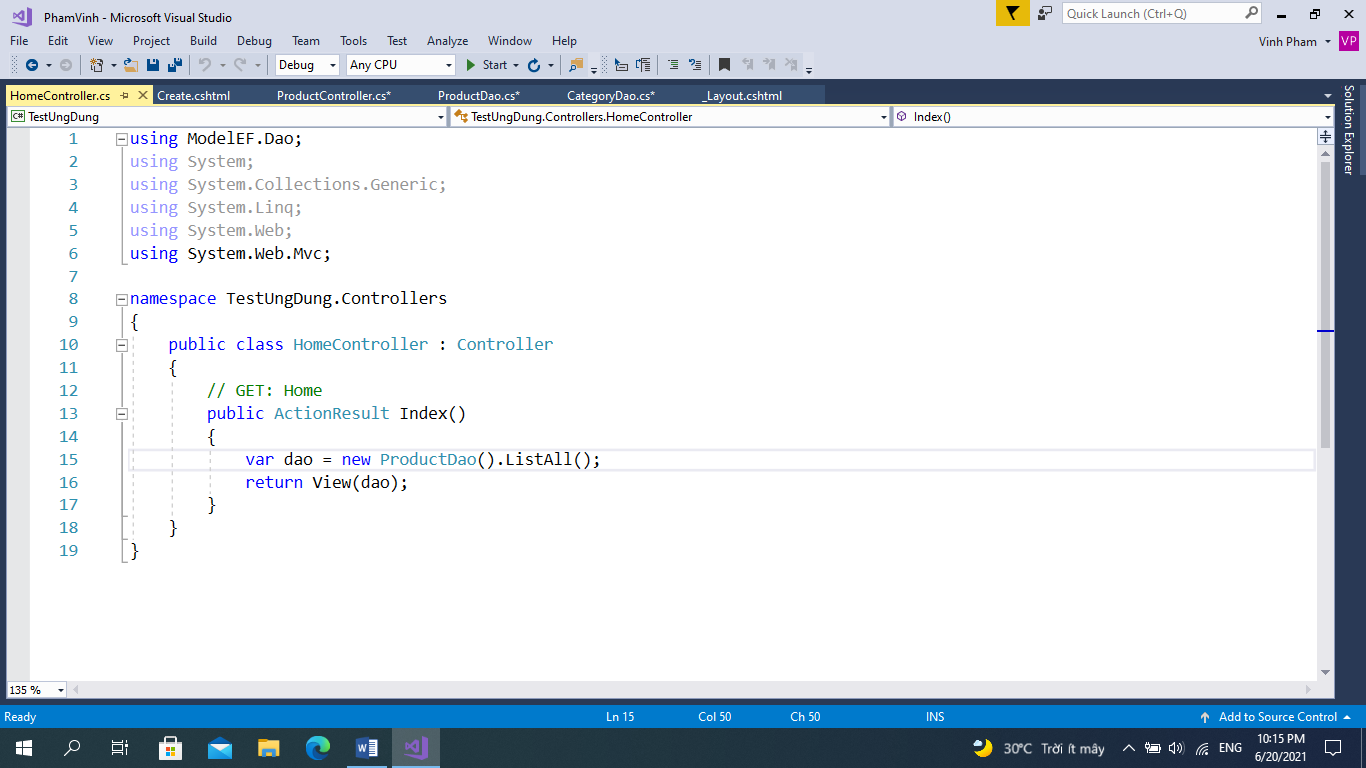 PhamVinh - Microsoft Visual Studio
Quick Launch (Ctrl+Q)
File Edit View Project Build Debug Team Tools Test Analyze Window Help
Vinh Pham VP
Debug Any CPU Start
HomeController.cs Create.cshtml ProductController.cs* ProductDao.cs* CategoryDao.cs* _Layout.cshtml
Solution Explorer
C# TestUngDung TestUngDung.Controllers.HomeController Index()
1 using ModelEF.Dao;
2 using System;
3 using System.Collections.Generic;
4 using System.Linq;
5 using System.Web;
6 using System.Web.Mvc;
7
8 namespace TestUngDung.Controllers
9 {
10 public class HomeController : Controller
11 {
12 // GET: Home
13 public ActionResult Index()
14 {
15 var dao = new ProductDao().ListAll();
16 return View(dao);
17 }
18 }
19 }
135 %
Ready Ln 15 Col 50 Ch 50 INS Add to Source Control
30°C Trời ít mây ENG 10:15 PM
6/20/2021